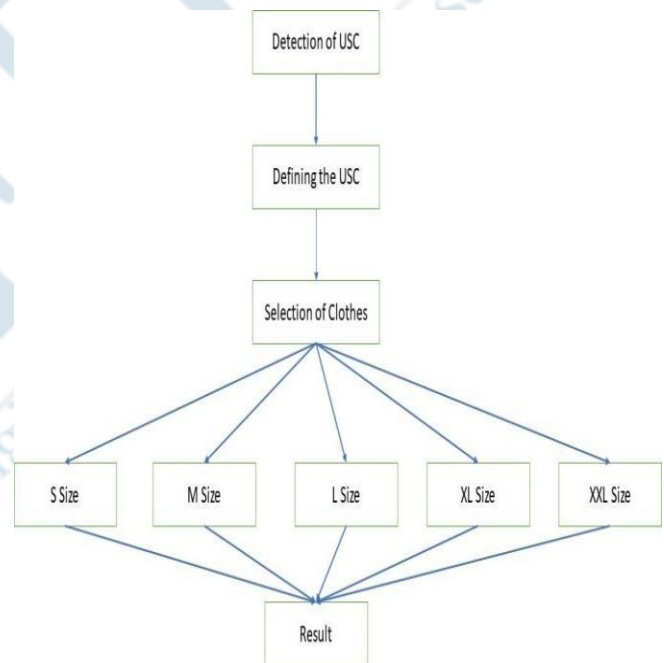 Detection of USC
Defining the USC
Selection of Clothes
S Size
M Size
L Size
XL Size
XXL Size
Result